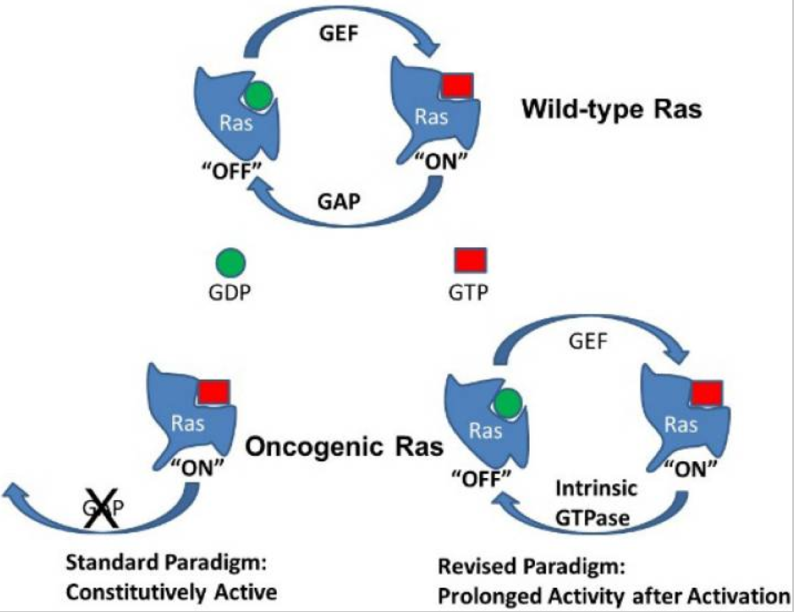 GEF
Ras
Ras
Wild-type Ras
“OFF”
“ON”
GAP
GDP
GTP
GEF
Ras
Ras
Ras
Oncogenic Ras
“ON”
“OFF”
“ON”
GAP
Intrinsic
GTPase
Standard Paradigm:
Constitutively Active
Revised Paradigm:
Prolonged Activity after Activation